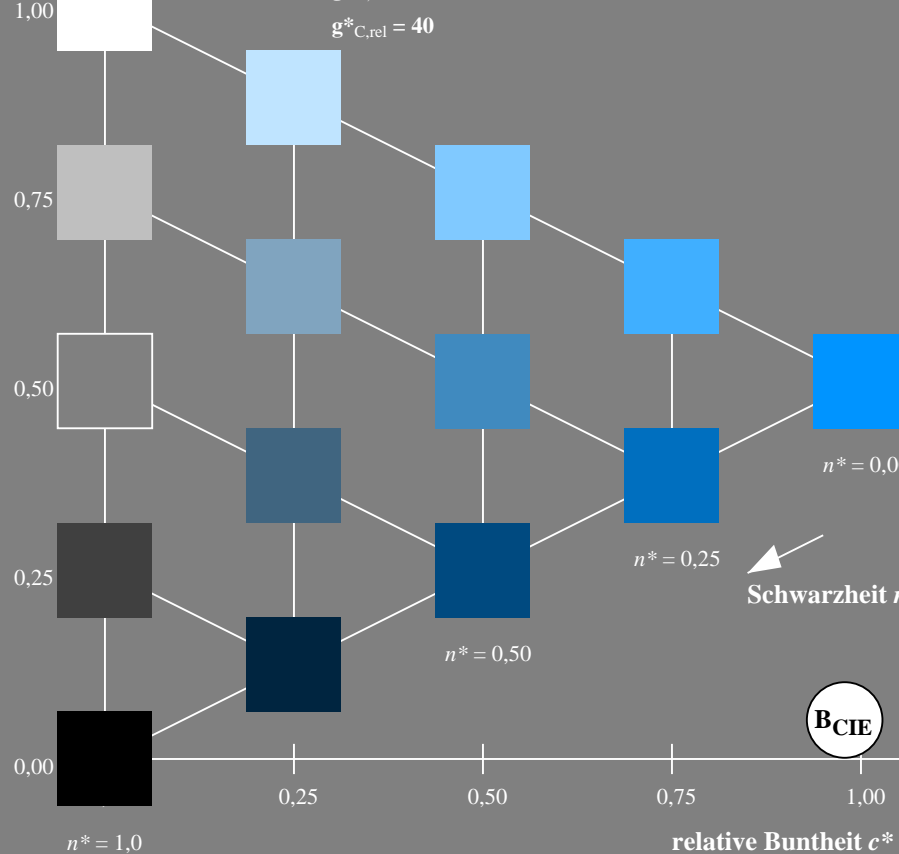 1,00
g*C,rel = 40
0,75
0,50
n* = 0,0
n* = 0,25
0,25
Schwarzheit n
n* = 0,50
BCIE
0,00
0,25 0,50 0,75 1,00
n* = 1,0
relative Buntheit c*